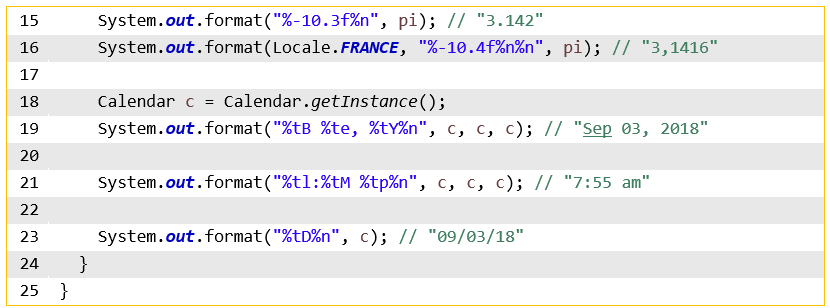 15 System.out.format("%-10.3f%n", pi); // "3.142"
16 System.out.format(Locale.FRANCE, "%-10.4f%n%n", pi); // "3,1416"
17
18 Calendar c = Calendar.getInstance();
19 System.out.format("%tB %te, %tY%n", c, c, c); // "Sep 03, 2018"
20
21 System.out.format("%tl:%tM %tp%n", c, c, c); // "7:55 am"
22
23 System.out.format("%tD%n", c); // "09/03/18"
24 }
25 }